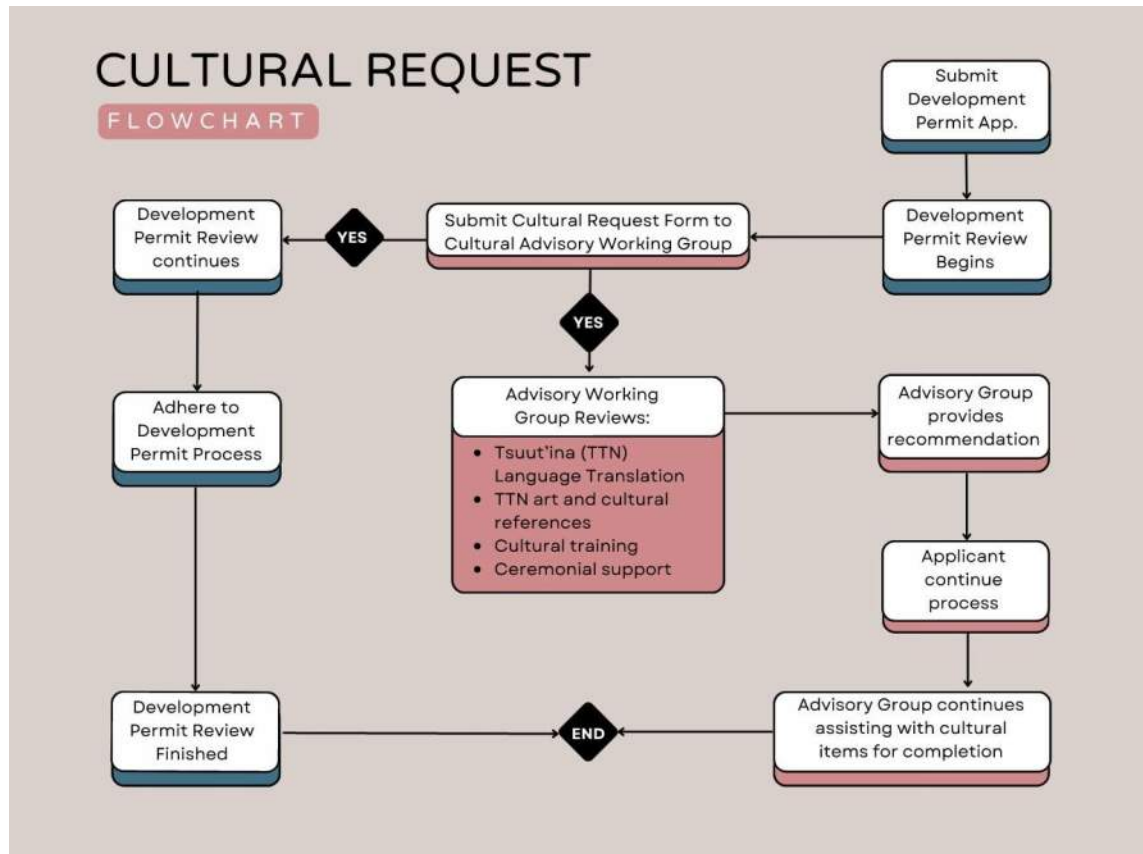 CULTURAL REQUEST
FLOWCHART
Submit
Development
Permit App.
Development
Permit Review
Begins
Submit Cultural Request Form to
Cultural Advisory Working Group
YES
Development
Permit Review
continues
Adhere to
Development
Permit Process
Development
Permit Review
Finished
YES
Advisory Working
Group Reviews:
• Tsuut'ina (TTN)
Language Translation
• TTN art and cultural
references
• Cultural training
• Ceremonial support
Advisory Group
provides
recommendation
Applicant
continue
process
Advisory Group continues
assisting with cultural
items for completion
END